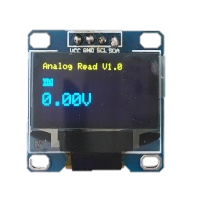 VCC GND SCL SDA
Analog Read V1.0
0.00V